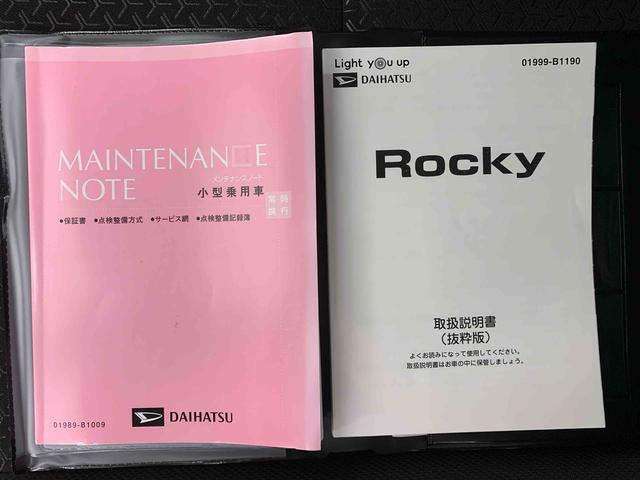 MAINTENANCE
NOTE
メンテナンスノート
小型乗用車
常時
携行
●保証書 ●点検整備方式 ●サービス網 ●点検整備記録簿
DAIHATSU
01989-B1009
Light you up
DAIHATSU
01999-B1190
Rocky
取扱説明書
(抜粋版)
よくお読みになって使用してください。
取扱説明書はお車の中に保管しましょう。